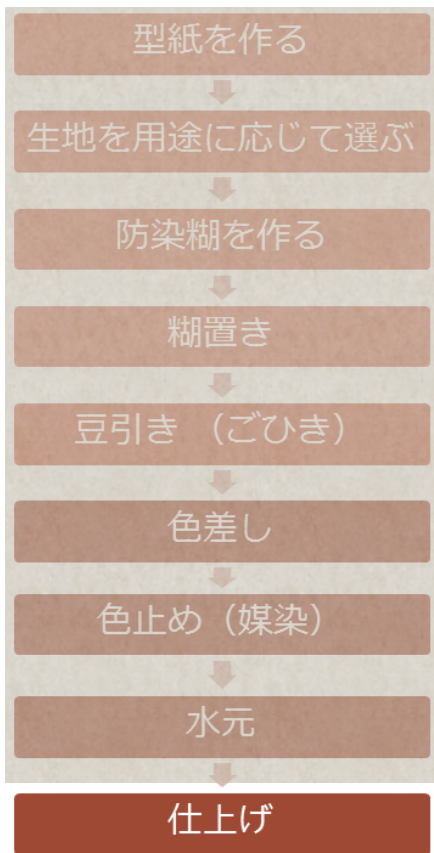 型紙を作る
生地を用途に応じて選ぶ
防染糊を作る
糊置き
豆引き （ごひき）
色差し
色止め（媒染）
水元
仕上げ